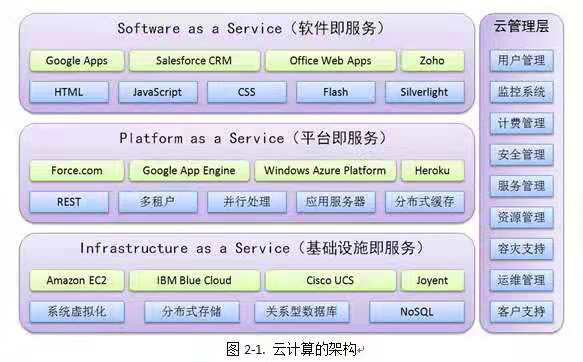 Software as a Service（软件即服务）
Google Apps Salesforce CRM Office Web Apps Zoho
HTML JavaScript CSS Flash Silverlight
Platform as a Service（平台即服务）
Force.com Google App Engine Windows Azure Platform Heroku
REST 多租户 并行处理 应用服务器 分布式缓存
Infrastructure as a Service（基础设施即服务）
Amazon EC2 IBM Blue Cloud Cisco UCS Joyent
系统虚拟化 分布式存储 关系型数据库 NoSQL
云管理层
用户管理
监控系统
计费管理
安全管理
服务管理
资源管理
容灾支持
运维管理
客户支持
图 2-1. 云计算的架构